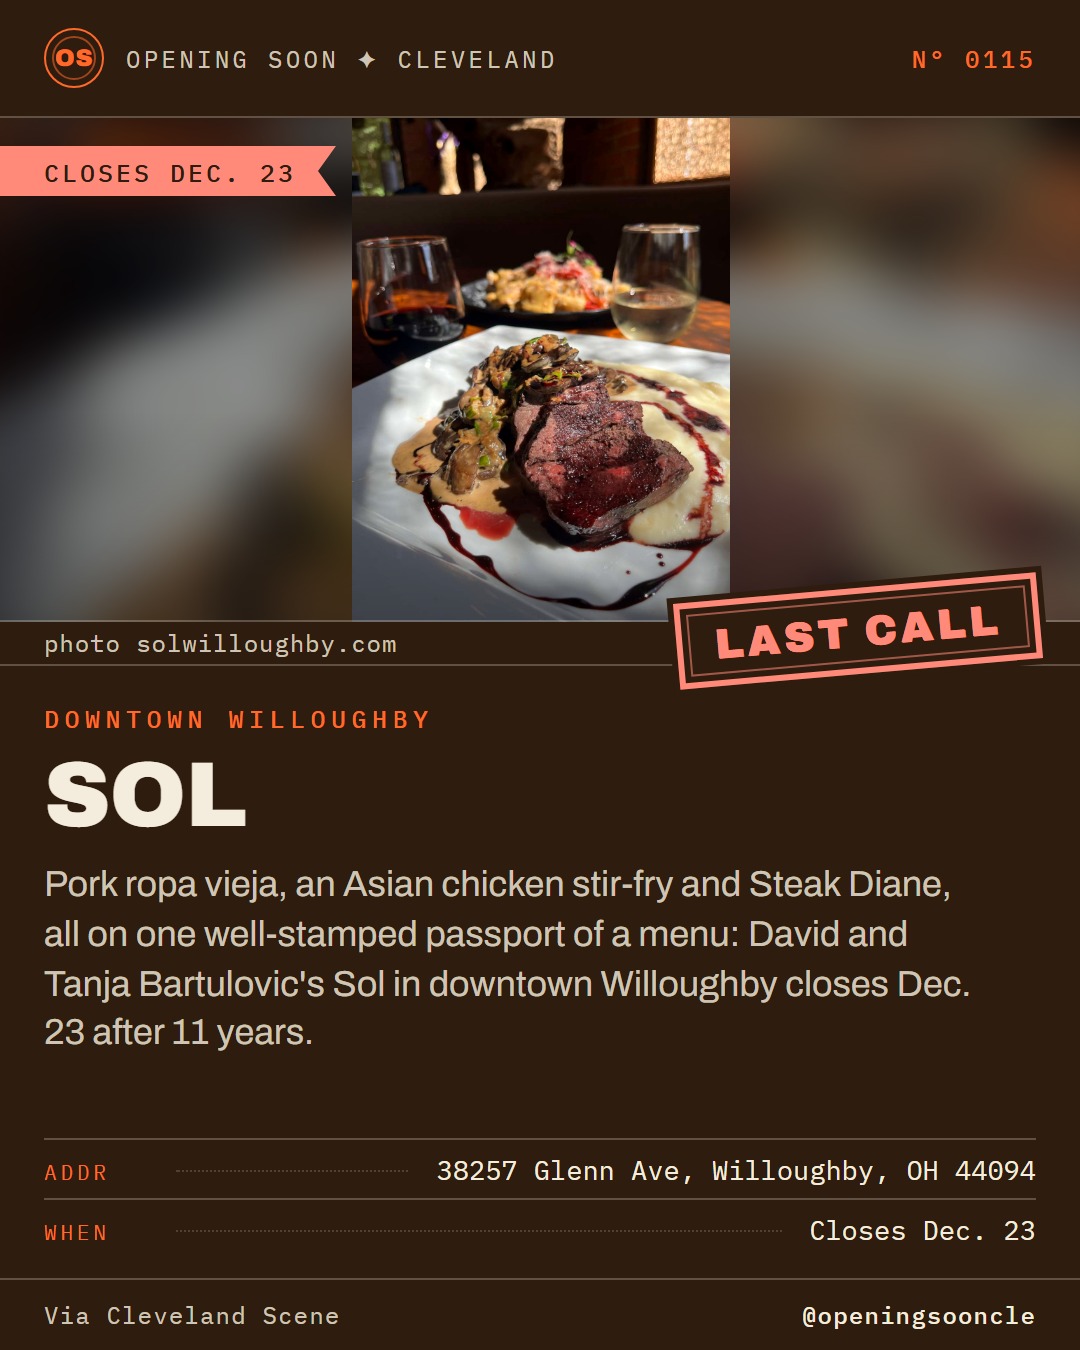 OS OPENING SOON ✦ CLEVELAND N° 0115
CLOSES DEC. 23
photo solwilloughby.com
LAST CALL
DOWNTOWN WILLOUGHBY
SOL
Pork ropa vieja, an Asian chicken stir-fry and Steak Diane,
all on one well-stamped passport of a menu: David and
Tanja Bartulovic's Sol in downtown Willoughby closes Dec.
23 after 11 years.
ADDR 38257 Glenn Ave, Willoughby, OH 44094
WHEN Closes Dec. 23
Via Cleveland Scene @openingsooncle